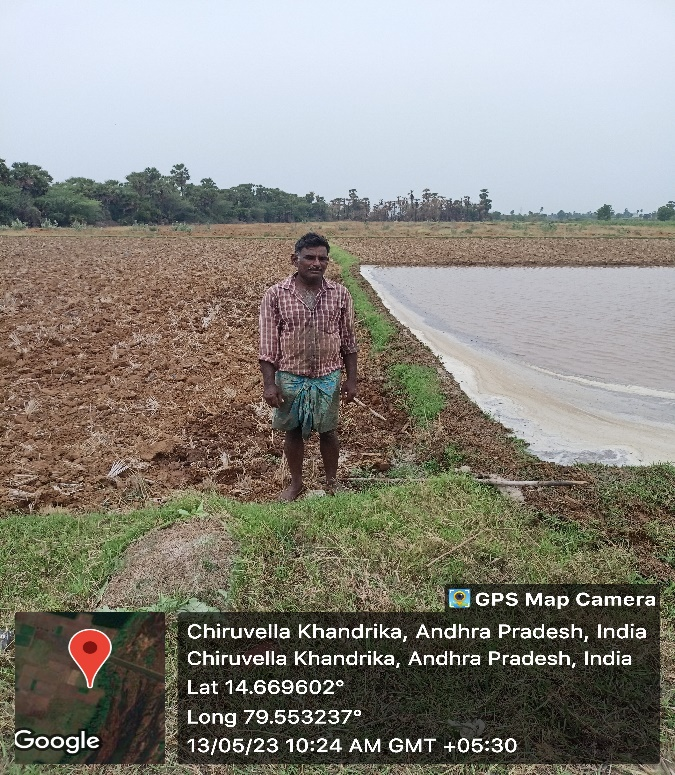 GPS Map Camera
Chiruvella Khandrika, Andhra Pradesh, India
Chiruvella Khandrika, Andhra Pradesh, India
Lat 14.669602°
Long 79.553237°
Google
13/05/23 10:24 AM GMT +05:30